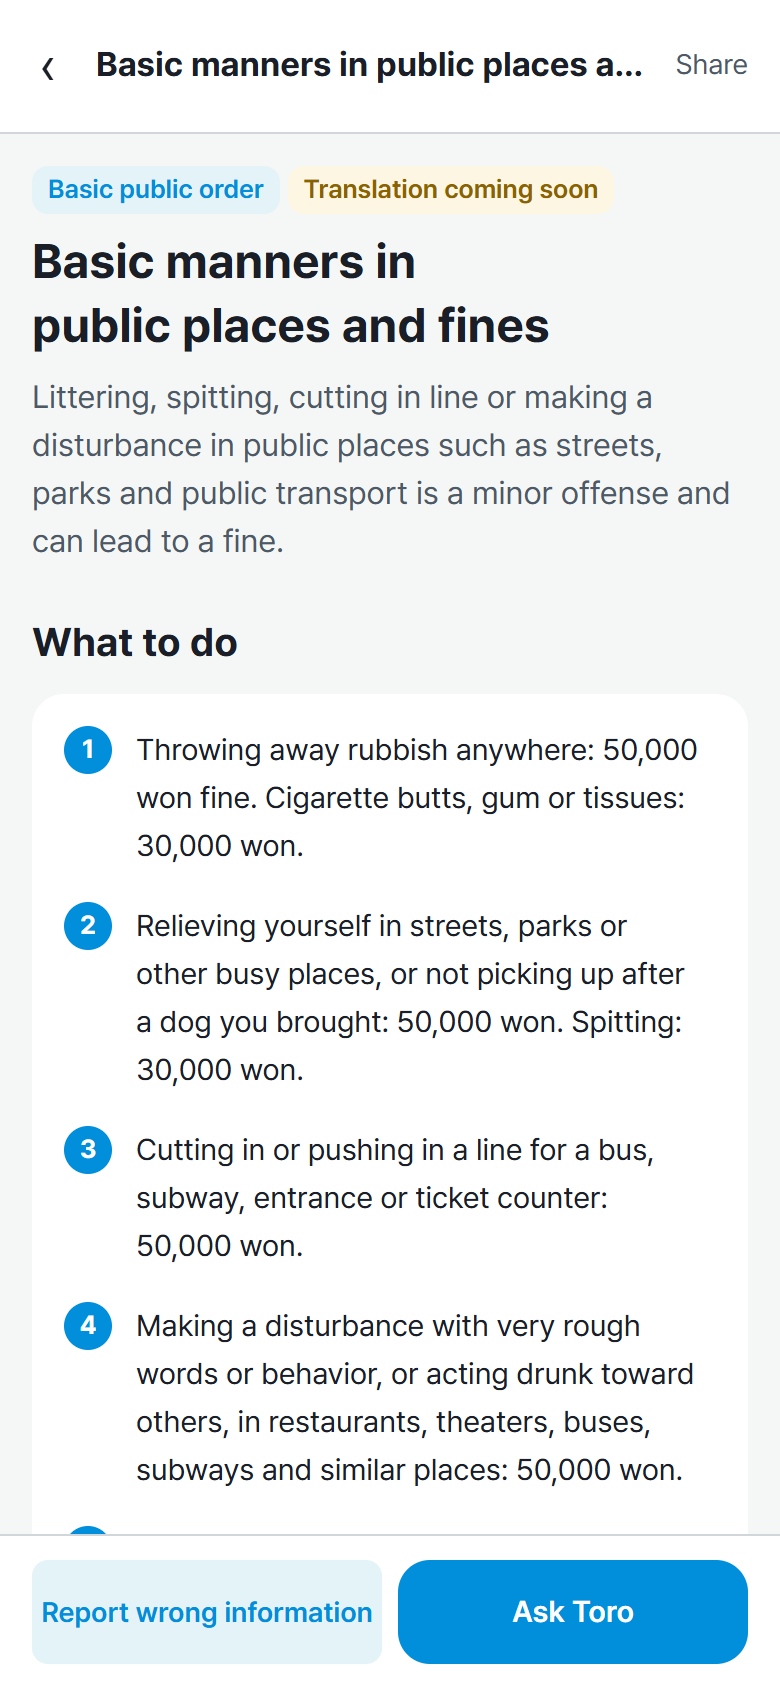 ‹ Basic manners in public places a... Share
Basic public order Translation coming soon
Basic manners in
public places and fines
Littering, spitting, cutting in line or making a
disturbance in public places such as streets,
parks and public transport is a minor offense and
can lead to a fine.
What to do
1 Throwing away rubbish anywhere: 50,000
won fine. Cigarette butts, gum or tissues:
30,000 won.
2 Relieving yourself in streets, parks or
other busy places, or not picking up after
a dog you brought: 50,000 won. Spitting:
30,000 won.
3 Cutting in or pushing in a line for a bus,
subway, entrance or ticket counter:
50,000 won.
4 Making a disturbance with very rough
words or behavior, or acting drunk toward
others, in restaurants, theaters, buses,
subways and similar places: 50,000 won.
Report wrong information Ask Toro